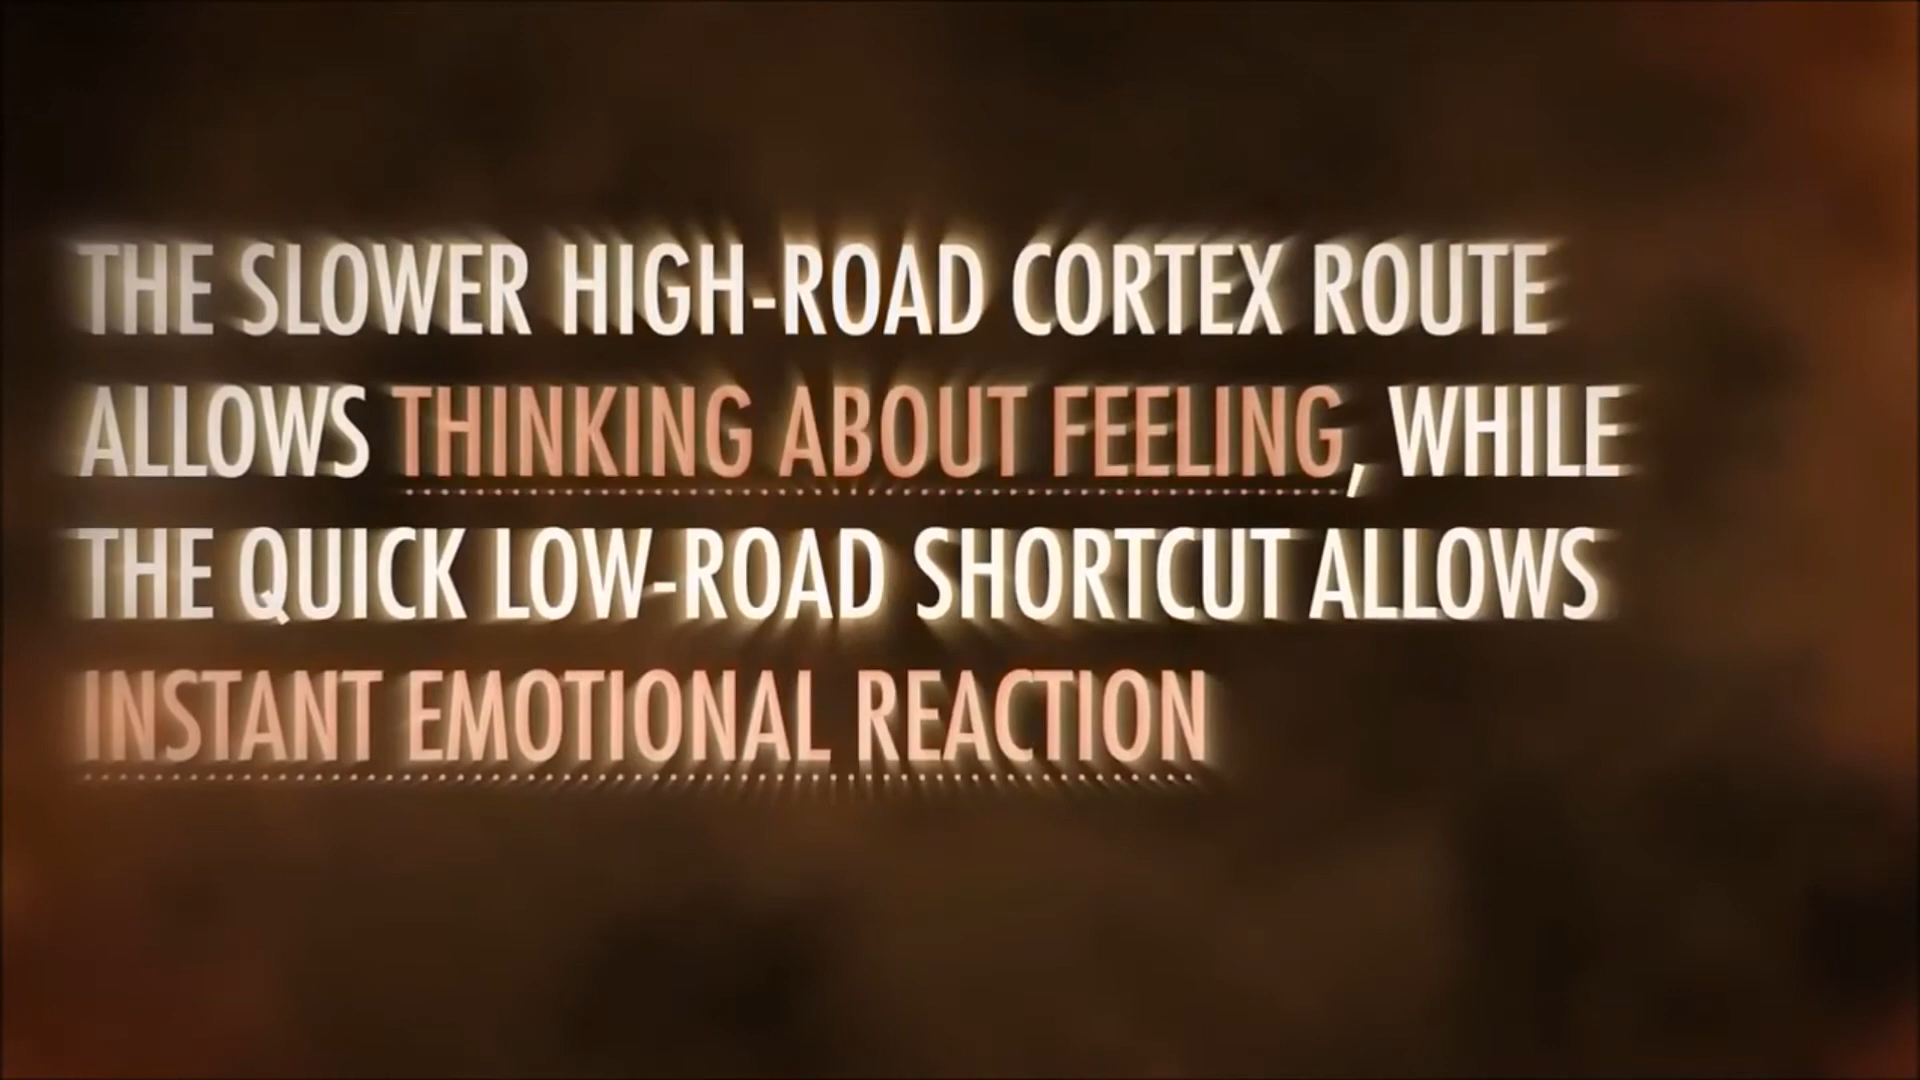 THE SLOWER HIGH-ROAD CORTEX ROUTE
ALLOWS THINKING ABOUT FEELING, WHILE
THE QUICK LOW-ROAD SHORTCUT ALLOWS
INSTANT EMOTIONAL REACTION